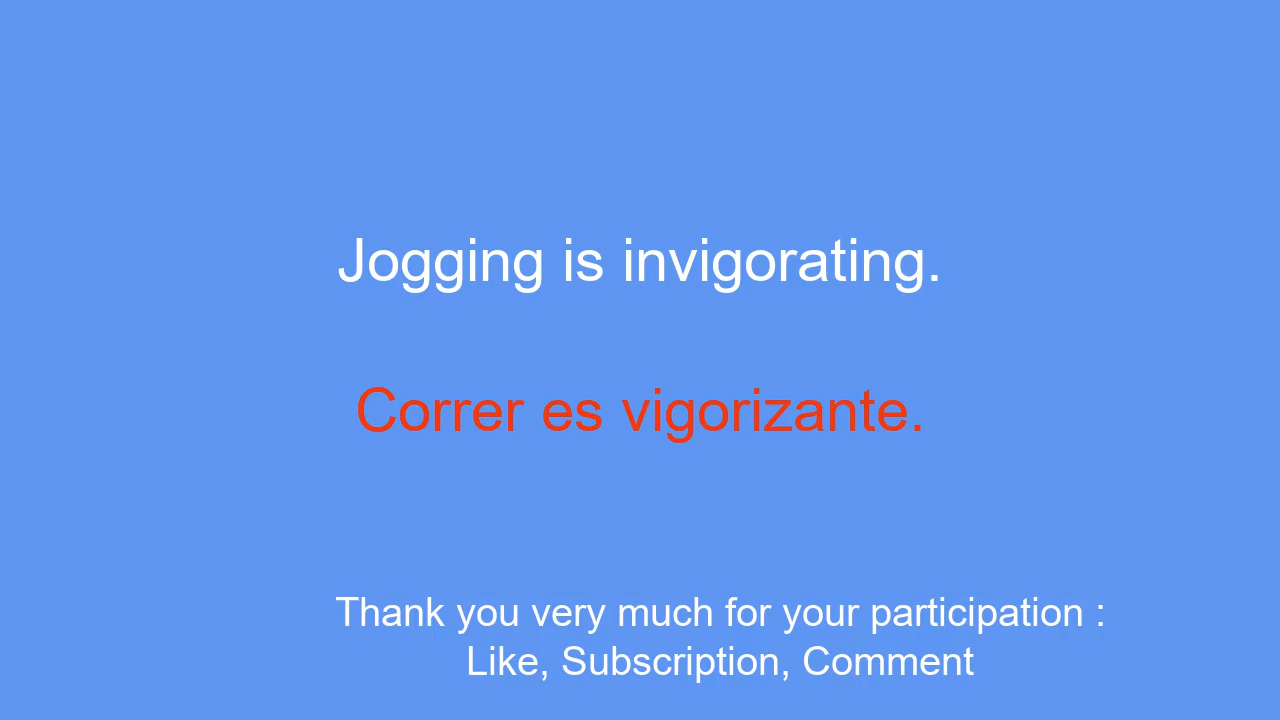 Jogging is invigorating.
Correr es vigorizante.
Thank you very much for your participation :
Like, Subscription, Comment